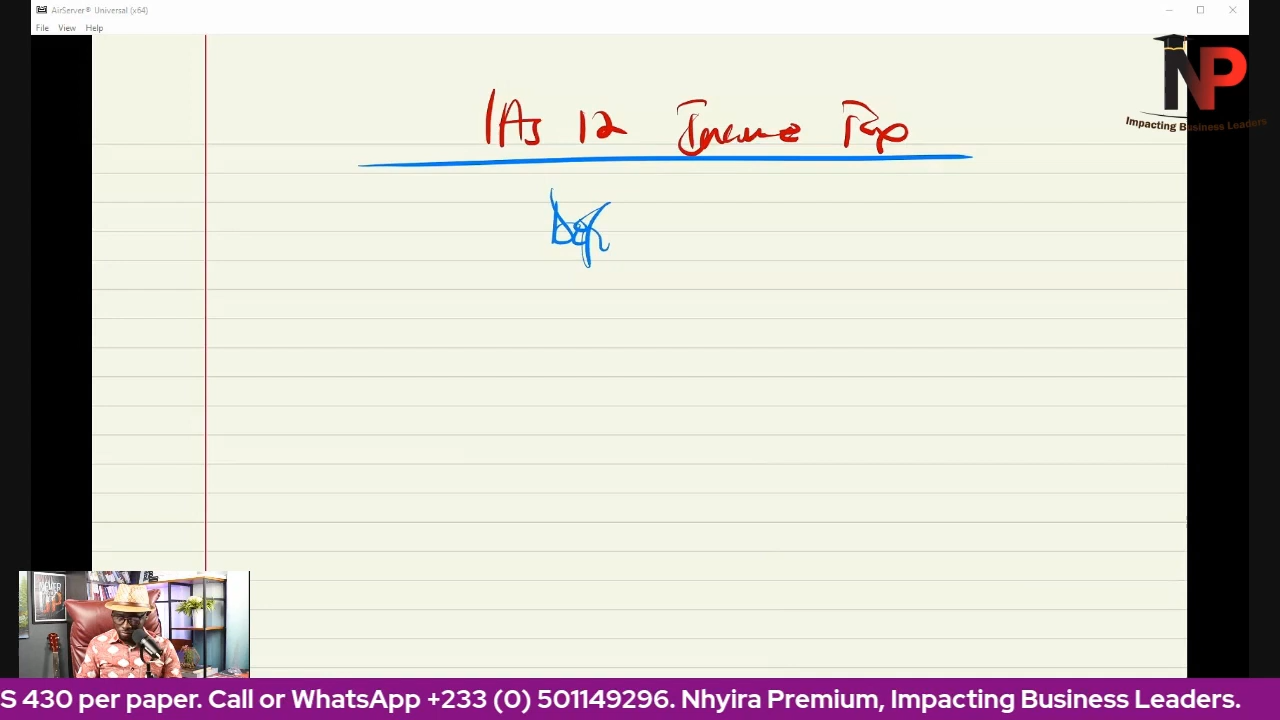 AirServer® Universal (x64)
File View Help
NP
Impacting Business Leaders
IAS 12 Income Tax
Def
S 430 per paper. Call or WhatsApp +233 (0) 501149296. Nhyira Premium, Impacting Business Leaders.